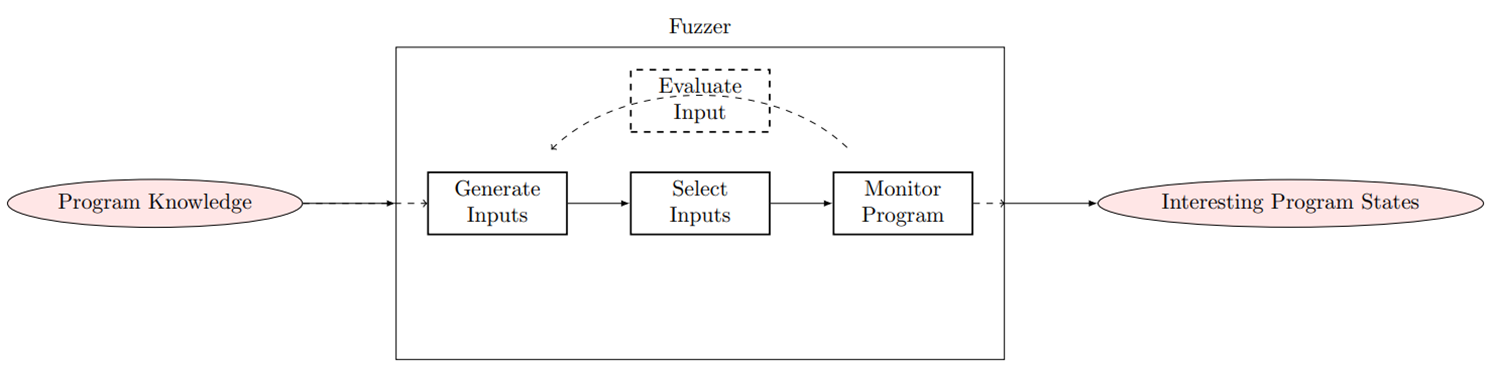 Fuzzer
Evaluate
Input
Program Knowledge
Generate
Inputs
Select
Inputs
Monitor
Program
Interesting Program States